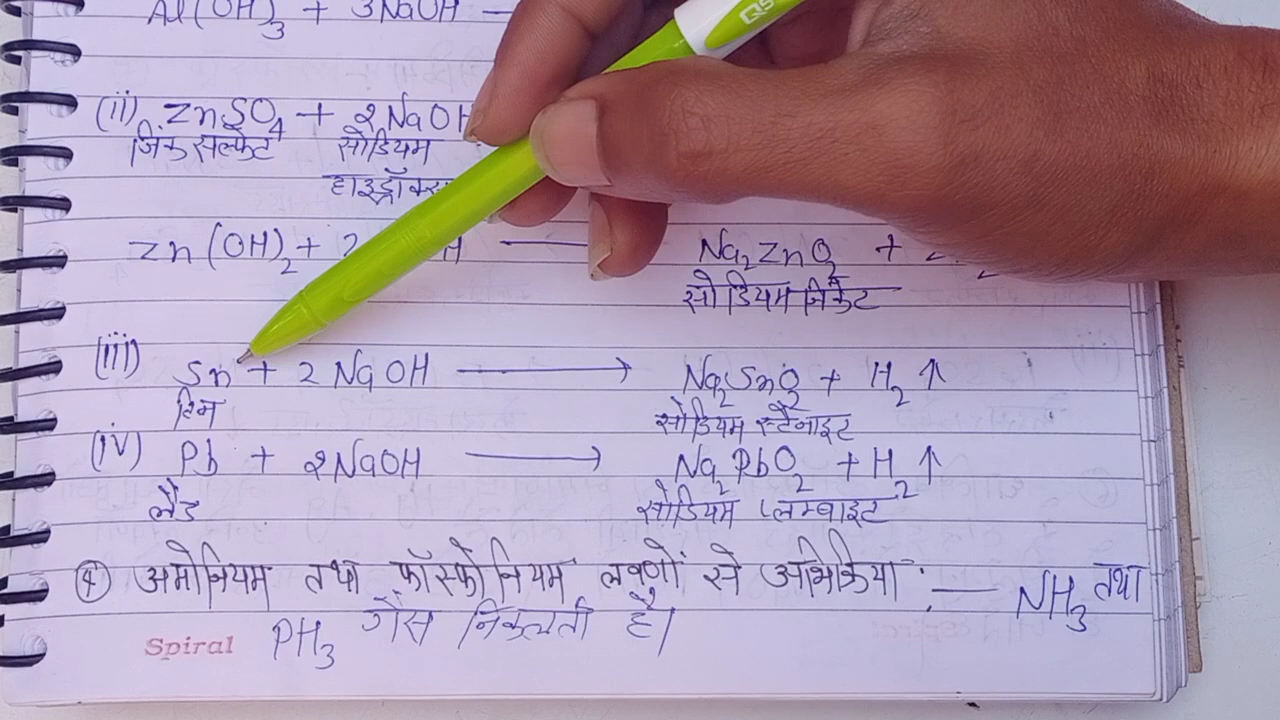 Al(OH)3 + 3NaOH —
Q5
(ii) ZnSO4 + 2NaOH
जिंक सल्फेट सोडियम
हाइड्रॉक्स
Zn(OH)2 + 2 H —— Na2ZnO2 +
सोडियम जिंकेट
(iii) Sn + 2NaOH ⟶ Na2SnO2 + H2 ↑
टिन सोडियम स्टैनाइट
(iv) Pb + 2NaOH ⟶ Na2PbO2 + H2 ↑
लैड सोडियम प्लम्बाइट
④ अमोनियम तथा फॉस्फोनियम लवणों से अभिक्रिया :— NH3 तथा
PH3 गैस निकलती है।
Spiral